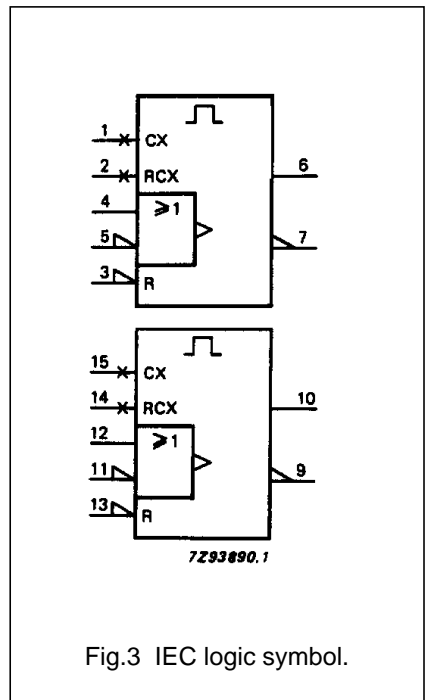 1 CX
2 RCX 6
4 ≥1
5 7
3 R
15 CX
14 RCX 10
12 ≥1
11 9
13 R
7Z93890.1
Fig.3 IEC logic symbol.